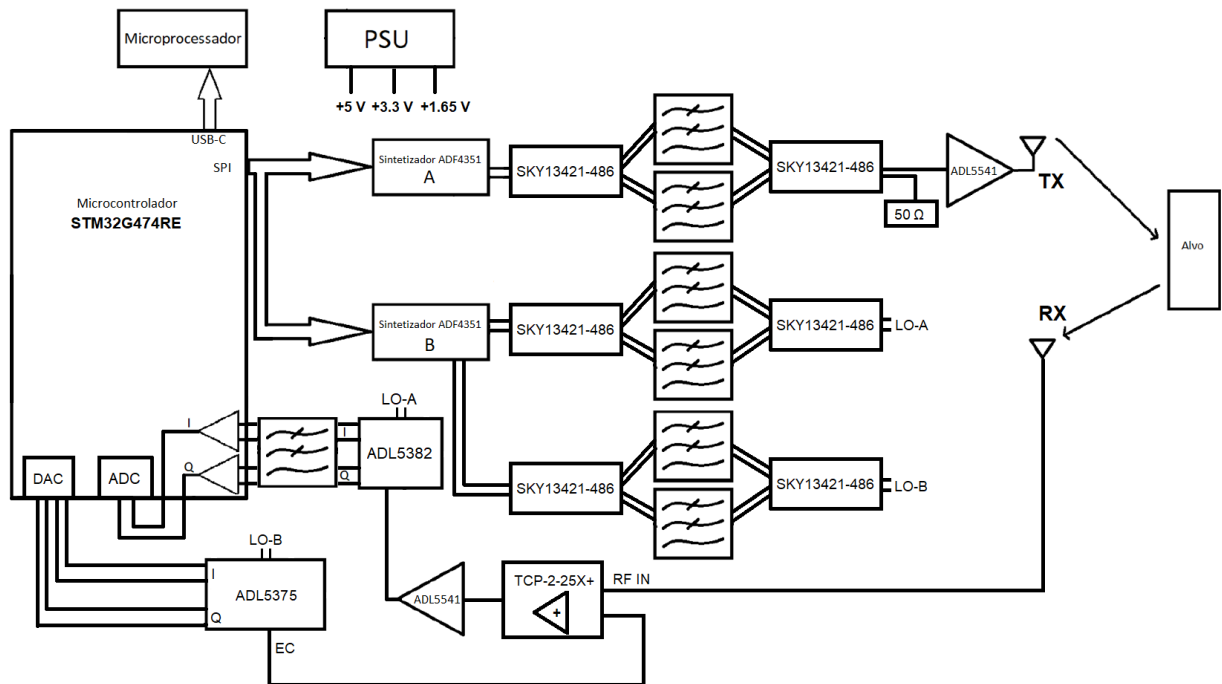 Microprocessador
PSU
+5 V +3.3 V +1.65 V
USB-C
SPI
Microcontrolador
STM32G474RE
Sintetizador ADF4351
A
SKY13421-486
SKY13421-486
ADL5541
TX
50 Ω
Alvo
Sintetizador ADF4351
B
SKY13421-486
SKY13421-486
LO-A
RX
LO-A
I
Q
I
Q
ADL5382
DAC
ADC
SKY13421-486
SKY13421-486
LO-B
LO-B
I
Q
ADL5375
EC
ADL5541
TCP-2-25X+
+
RF IN